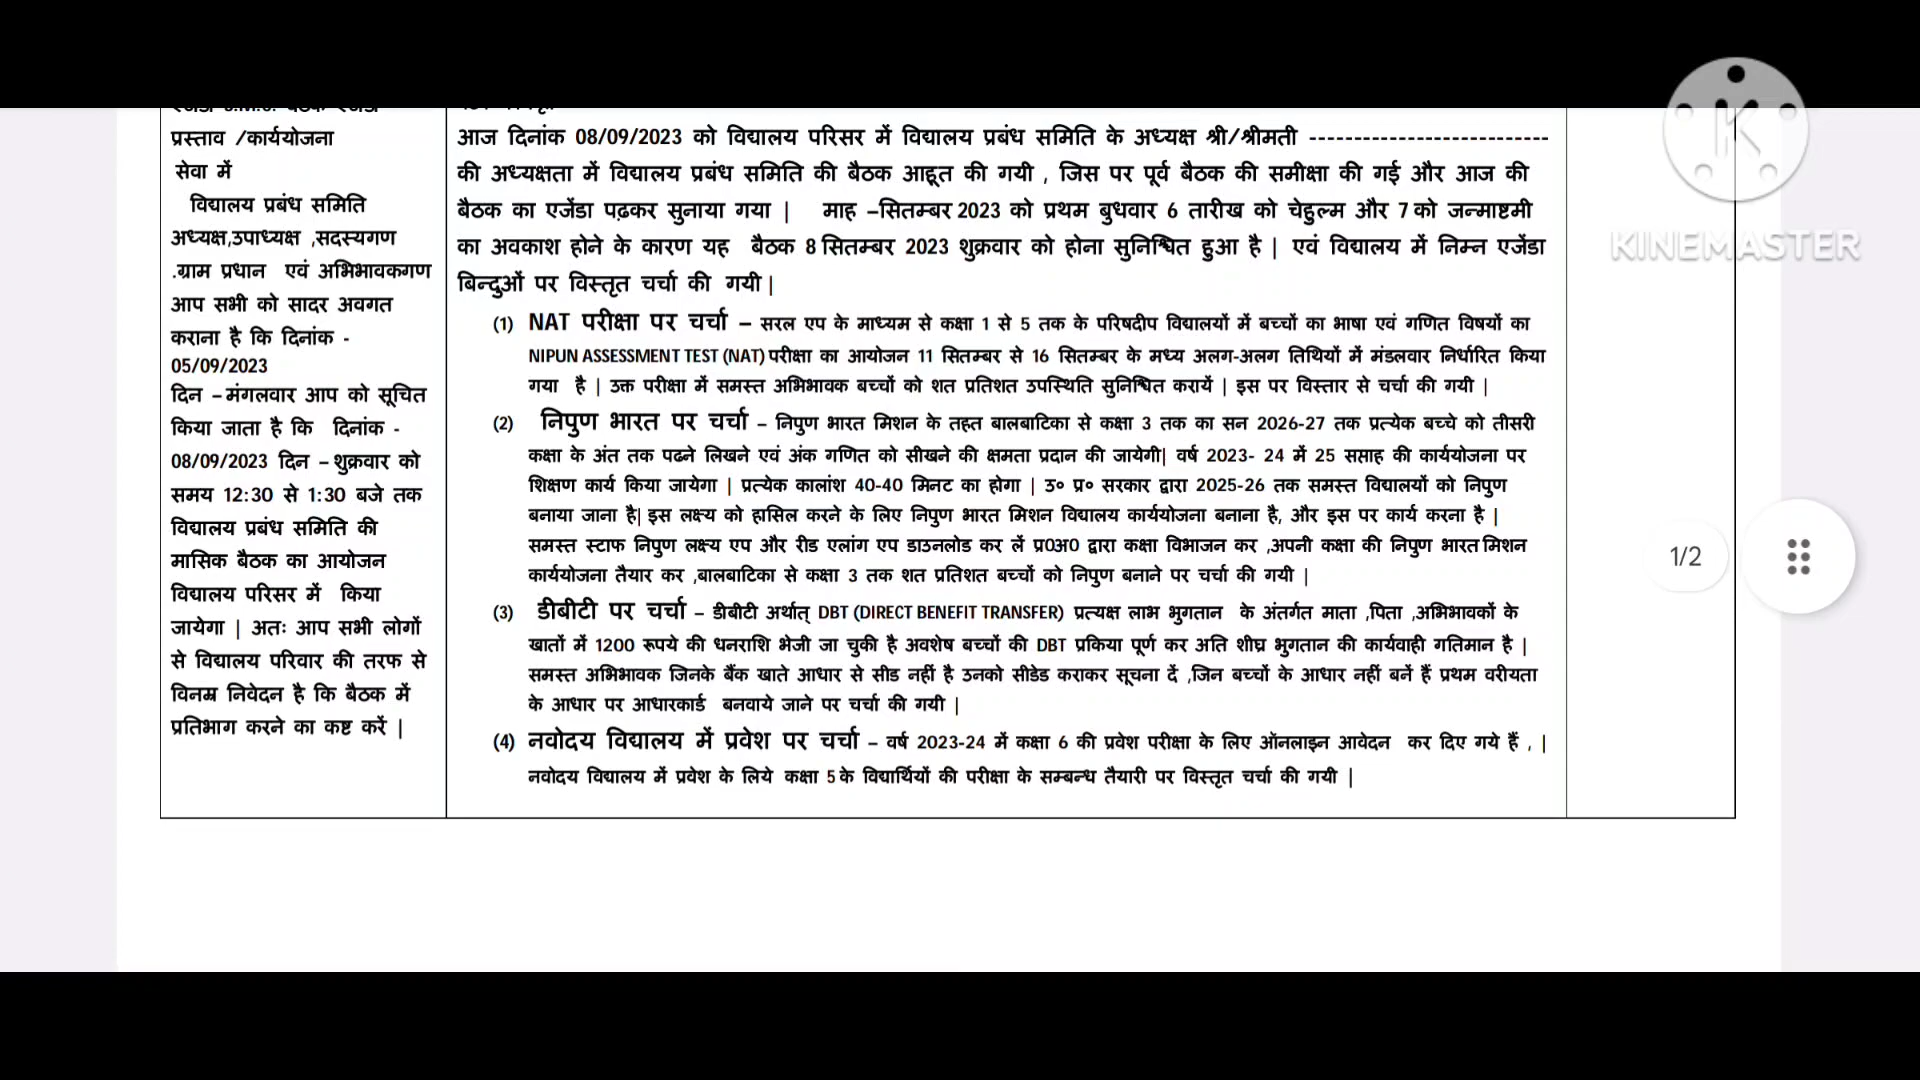 प्रस्ताव /कार्ययोजना
सेवा में
विद्यालय प्रबंध समिति
अध्यक्ष,उपाध्यक्ष ,सदस्यगण
.ग्राम प्रधान एवं अभिभावकगण
आप सभी को सादर अवगत
कराना है कि दिनांक -
05/09/2023
दिन –मंगलवार आप को सूचित
किया जाता है कि दिनांक -
08/09/2023 दिन –शुक्रवार को
समय 12:30 से 1:30 बजे तक
विद्यालय प्रबंध समिति की
मासिक बैठक का आयोजन
विद्यालय परिसर में किया
जायेगा | अतः आप सभी लोगों
से विद्यालय परिवार की तरफ से
विनम्र निवेदन है कि बैठक में
प्रतिभाग करने का कष्ट करें |
आज दिनांक 08/09/2023 को विद्यालय परिसर में विद्यालय प्रबंध समिति के अध्यक्ष श्री/श्रीमती ---------------------------
की अध्यक्षता में विद्यालय प्रबंध समिति की बैठक आहूत की गयी , जिस पर पूर्व बैठक की समीक्षा की गई और आज की
बैठक का एजेंडा पढ़कर सुनाया गया | माह –सितम्बर 2023 को प्रथम बुधवार 6 तारीख को चेहुल्म और 7 को जन्माष्टमी
का अवकाश होने के कारण यह बैठक 8 सितम्बर 2023 शुक्रवार को होना सुनिश्चित हुआ है | एवं विद्यालय में निम्न एजेंडा
बिन्दुओं पर विस्तृत चर्चा की गयी |
(1) NAT परीक्षा पर चर्चा – सरल एप के माध्यम से कक्षा 1 से 5 तक के परिषदीप विद्यालयों में बच्चों का भाषा एवं गणित विषयों का
NIPUN ASSESSMENT TEST (NAT) परीक्षा का आयोजन 11 सितम्बर से 16 सितम्बर के मध्य अलग-अलग तिथियों में मंडलवार निर्धारित किया
गया है | उक्त परीक्षा में समस्त अभिभावक बच्चों को शत प्रतिशत उपस्थिति सुनिश्चित करायें | इस पर विस्तार से चर्चा की गयी |
(2) निपुण भारत पर चर्चा – निपुण भारत मिशन के तहत बालबाटिका से कक्षा 3 तक का सन 2026-27 तक प्रत्येक बच्चे को तीसरी
कक्षा के अंत तक पढने लिखने एवं अंक गणित को सीखने की क्षमता प्रदान की जायेगी| वर्ष 2023- 24 में 25 सप्ताह की कार्ययोजना पर
शिक्षण कार्य किया जायेगा | प्रत्येक कालांश 40-40 मिनट का होगा | उ० प्र० सरकार द्वारा 2025-26 तक समस्त विद्यालयों को निपुण
बनाया जाना है| इस लक्ष्य को हासिल करने के लिए निपुण भारत मिशन विद्यालय कार्ययोजना बनाना है, और इस पर कार्य करना है |
समस्त स्टाफ निपुण लक्ष्य एप और रीड एलांग एप डाउनलोड कर लें प्र0अ0 द्वारा कक्षा विभाजन कर ,अपनी कक्षा की निपुण भारत मिशन
कार्ययोजना तैयार कर ,बालबाटिका से कक्षा 3 तक शत प्रतिशत बच्चों को निपुण बनाने पर चर्चा की गयी |
(3) डीबीटी पर चर्चा – डीबीटी अर्थात् DBT (DIRECT BENEFIT TRANSFER) प्रत्यक्ष लाभ भुगतान के अंतर्गत माता ,पिता ,अभिभावकों के
खातों में 1200 रूपये की धनराशि भेजी जा चुकी है अवशेष बच्चों की DBT प्रकिया पूर्ण कर अति शीघ्र भुगतान की कार्यवाही गतिमान है |
समस्त अभिभावक जिनके बैंक खाते आधार से सीड नहीं है उनको सीडेड कराकर सूचना दें ,जिन बच्चों के आधार नहीं बनें हैं प्रथम वरीयता
के आधार पर आधारकार्ड बनवाये जाने पर चर्चा की गयी |
(4) नवोदय विद्यालय में प्रवेश पर चर्चा – वर्ष 2023-24 में कक्षा 6 की प्रवेश परीक्षा के लिए ऑनलाइन आवेदन कर दिए गये हैं , |
नवोदय विद्यालय में प्रवेश के लिये कक्षा 5 के विद्यार्थियों की परीक्षा के सम्बन्ध तैयारी पर विस्तृत चर्चा की गयी |
KINEMASTER
1/2